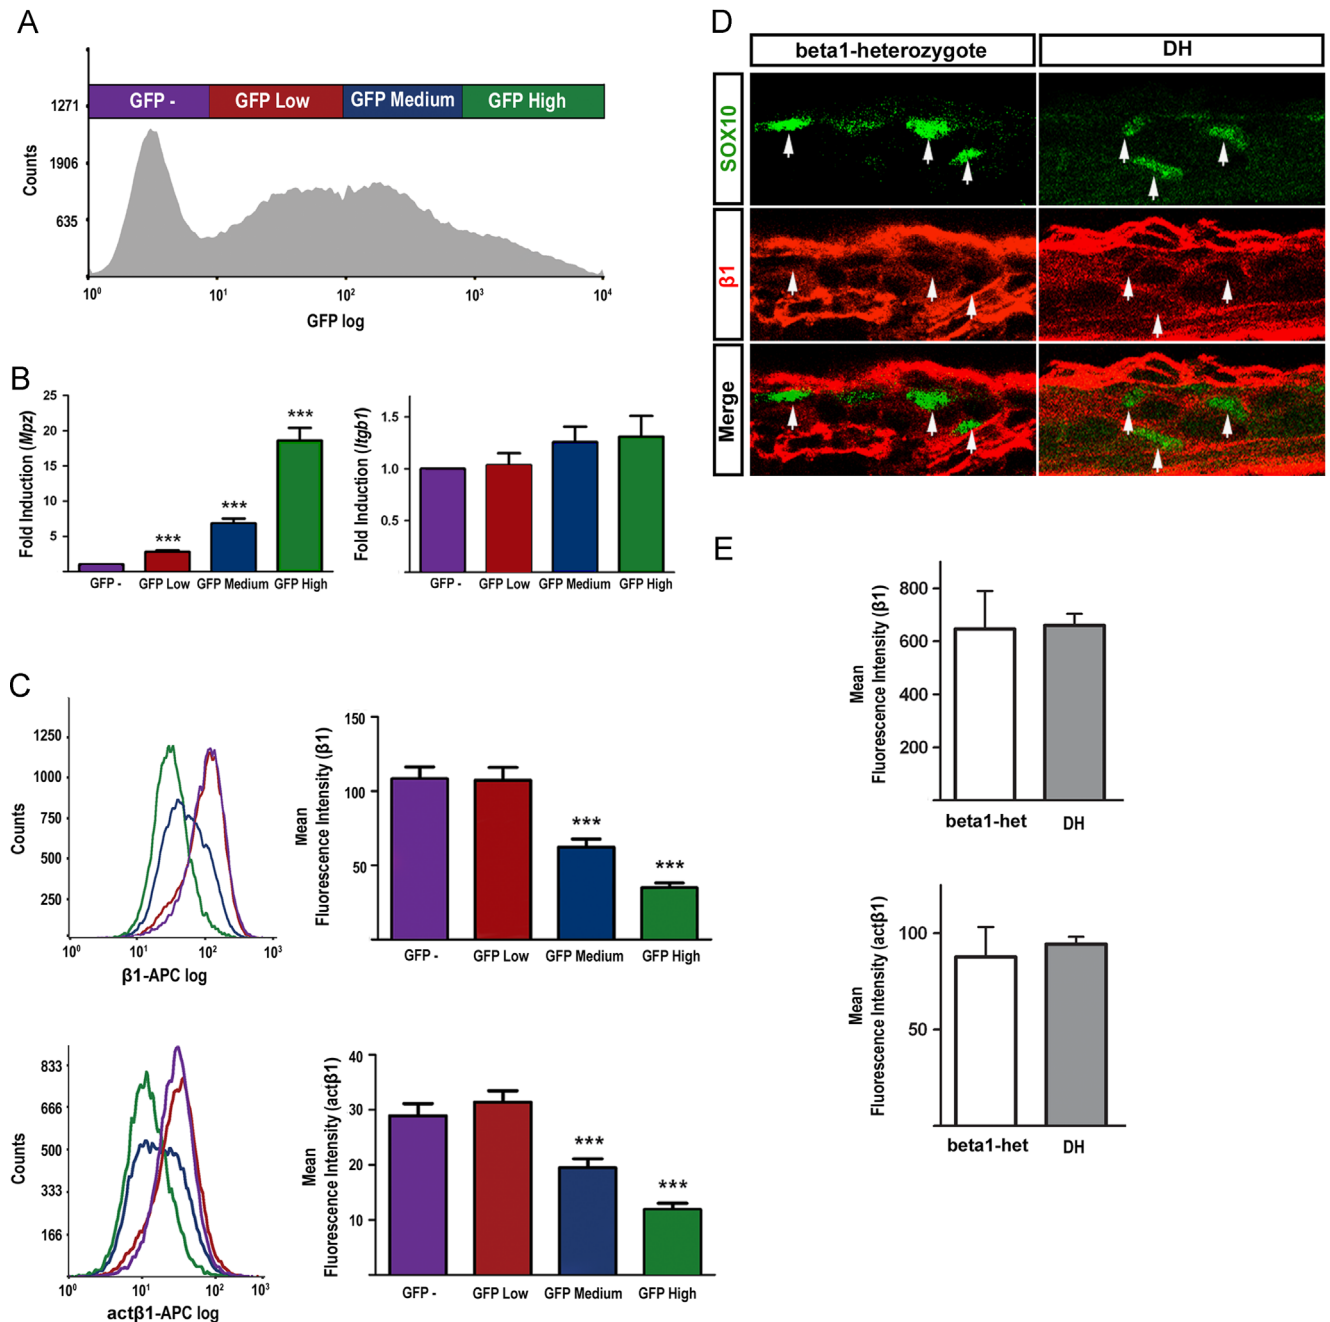 A
GFP - GFP Low GFP Medium GFP High
1271
1906
635
Counts
10⁰ 10¹ 10² 10³ 10⁴
GFP log
B
Fold Induction (Mpz)
25
20
15
10
5
*** *** ***
GFP - GFP Low GFP Medium GFP High
Fold Induction (Itgb1)
1.5
1.0
0.5
GFP - GFP Low GFP Medium GFP High
C
Counts
1250
1000
750
500
250
10⁰ 10¹ 10² 10³
β1-APC log
Mean
Fluorescence Intensity (β1)
150
100
50
*** ***
GFP - GFP Low GFP Medium GFP High
Counts
833
666
500
333
166
10⁰ 10¹ 10² 10³
actβ1-APC log
Mean
Fluorescence Intensity (actβ1)
40
30
20
10
*** ***
GFP - GFP Low GFP Medium GFP High
D
beta1-heterozygote DH
SOX10
β1
Merge
E
Mean
Fluorescence Intensity (β1)
800
600
400
200
beta1-het DH
Mean
Fluorescence Intensity (actβ1)
100
50
beta1-het DH